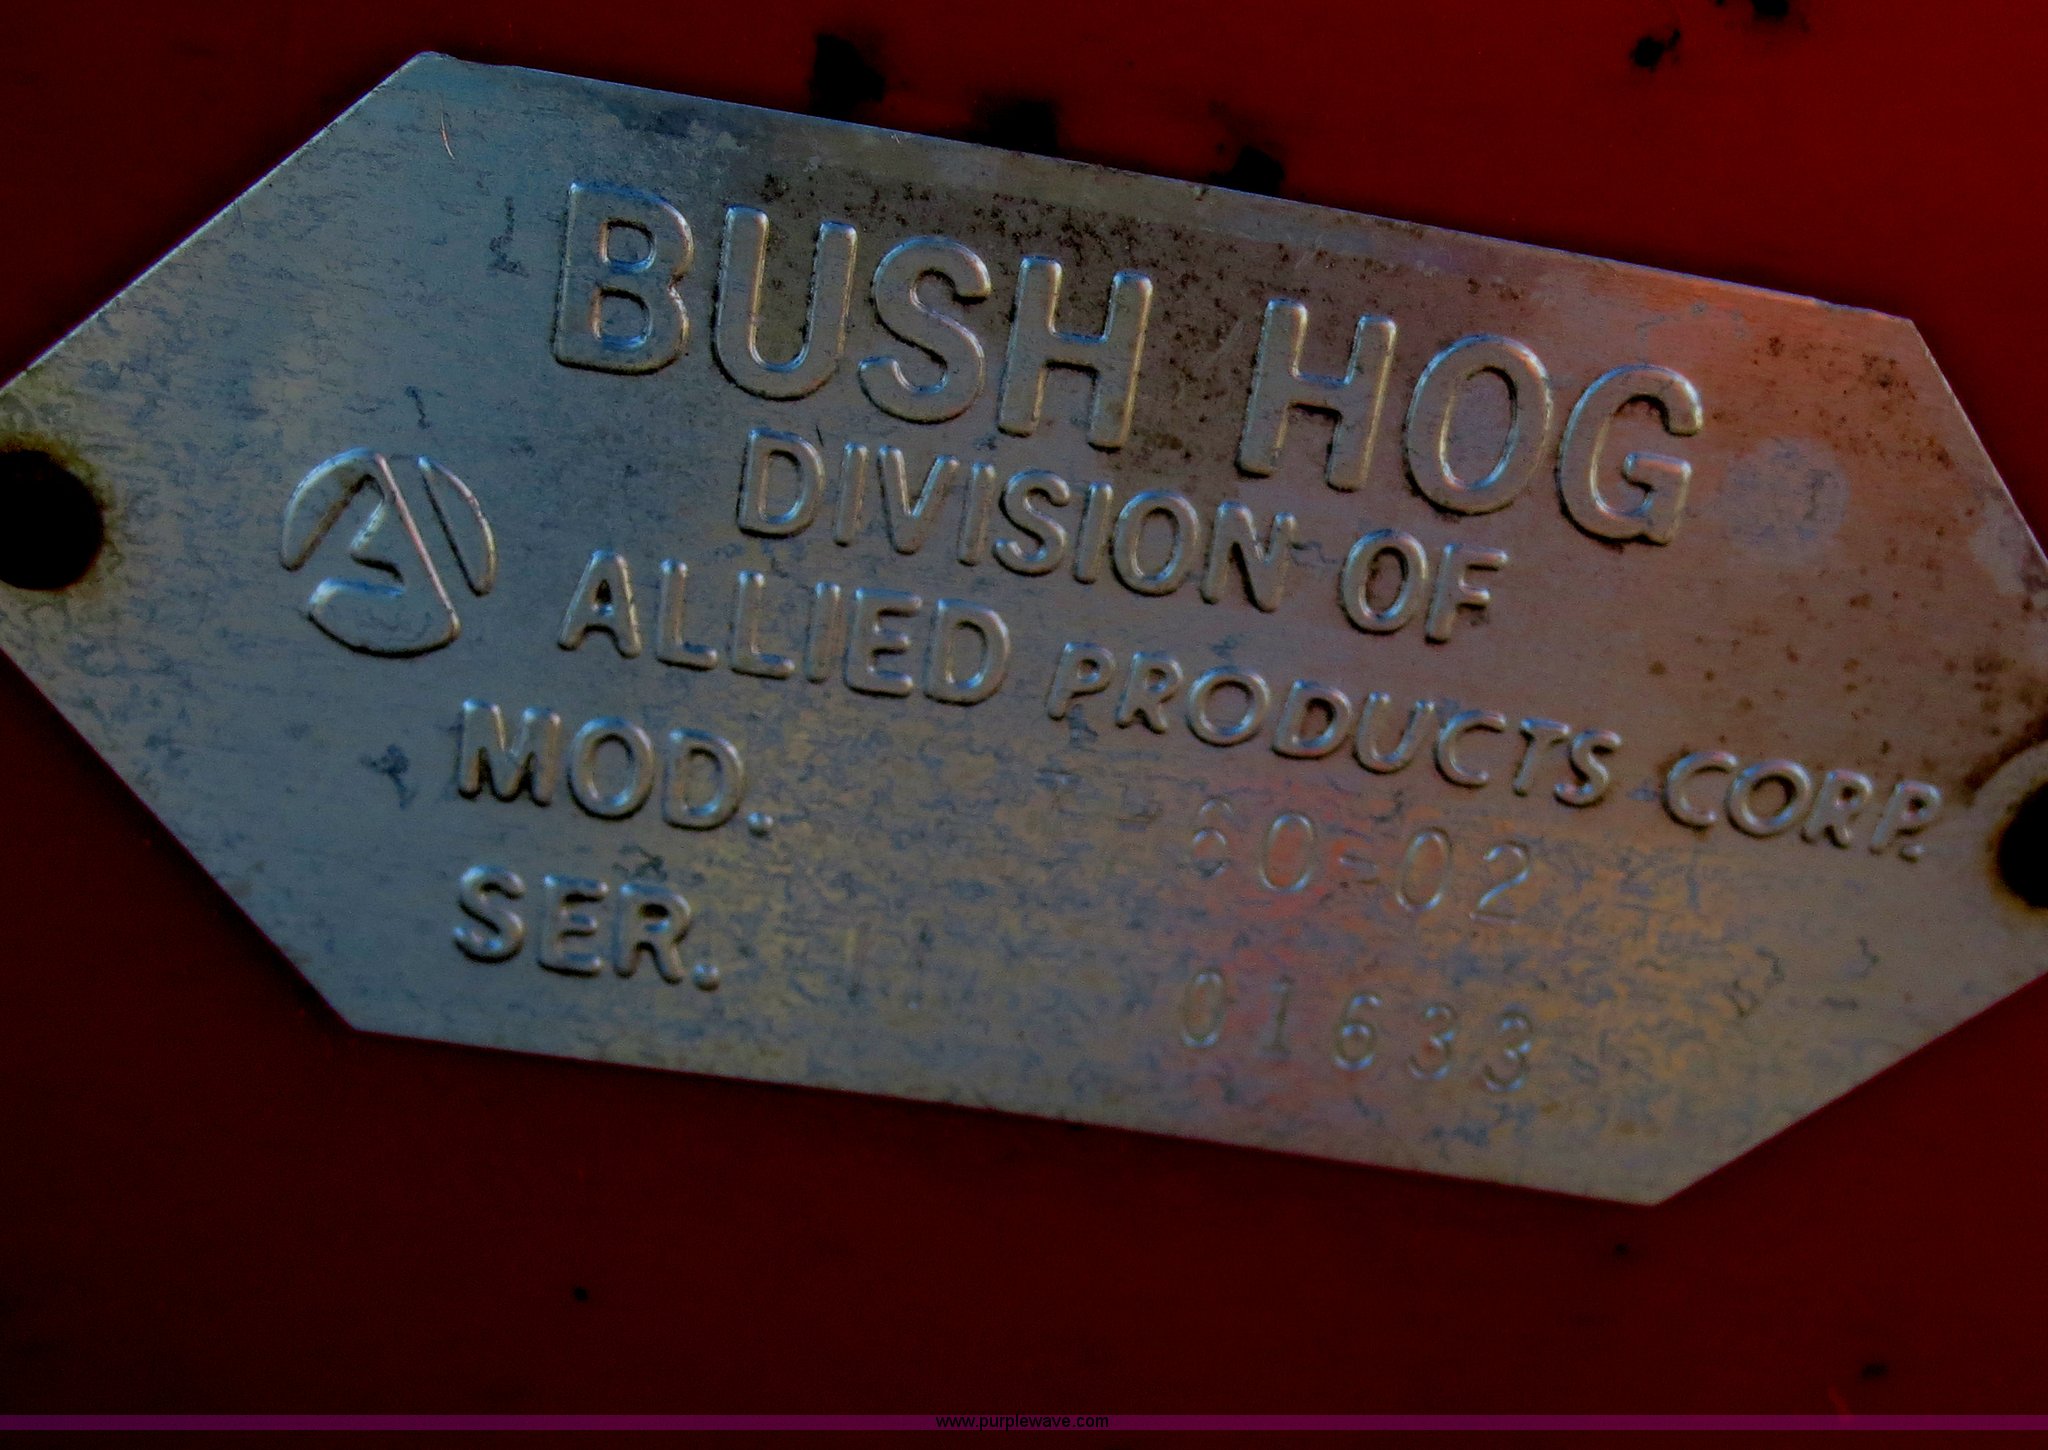 BUSH HOG
DIVISION OF
ALLIED PRODUCTS CORP.
MOD. 60-02
SER. 01633
www.purplewave.com